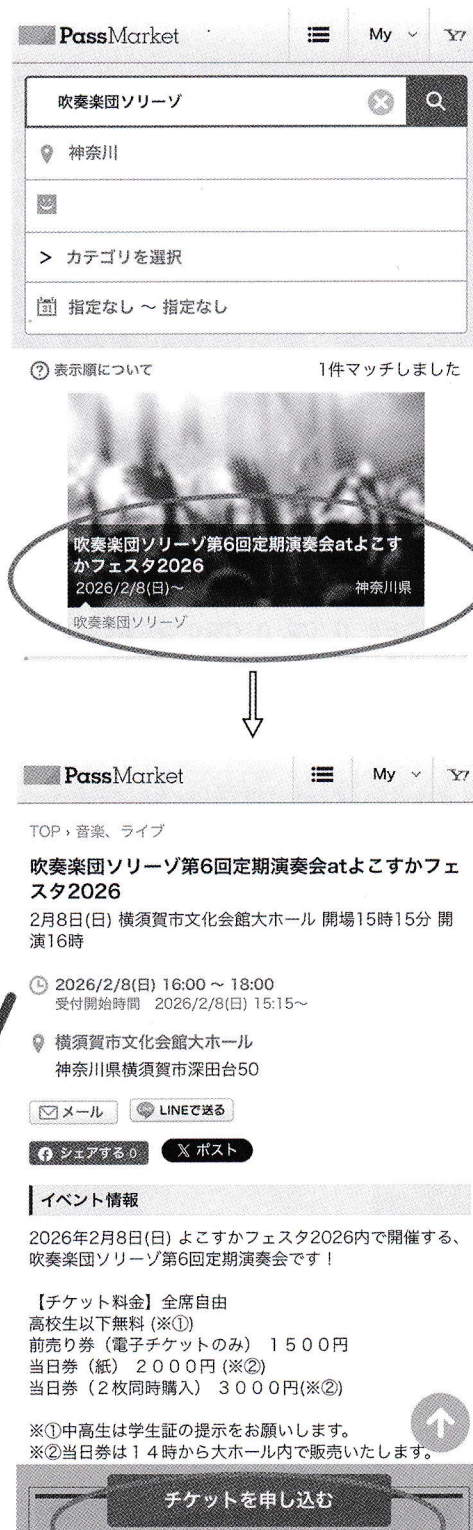 PassMarket
My
Y?
吹奏楽団ソリーゾ
神奈川
カテゴリを選択
31 指定なし ~ 指定なし
? 表示順について 1件マッチしました
吹奏楽団ソリーゾ第6回定期演奏会atよこす
かフェスタ2026
2026/2/8(日)~ 神奈川県
吹奏楽団ソリーゾ
PassMarket
My
Y?
TOP › 音楽、ライブ
吹奏楽団ソリーゾ第6回定期演奏会atよこすかフェ
スタ2026
2月8日(日) 横須賀市文化会館大ホール 開場15時15分 開
演16時
2026/2/8(日) 16:00 ~ 18:00
受付開始時間 2026/2/8(日) 15:15~
横須賀市文化会館大ホール
神奈川県横須賀市深田台50
メール
LINEで送る
f シェアする 0
X ポスト
イベント情報
2026年2月8日(日) よこすかフェスタ2026内で開催する、
吹奏楽団ソリーゾ第6回定期演奏会です！
【チケット料金】全席自由
高校生以下無料 (※①)
前売り券（電子チケットのみ） １５００円
当日券（紙） ２０００円 (※②)
当日券（２枚同時購入） ３０００円(※②)
※①中高生は学生証の提示をお願いします。
※②当日券は１４時から大ホール内で販売いたします。
チケットを申し込む